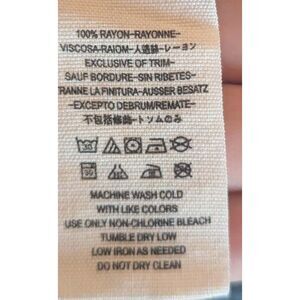 100% RAYON-RAYONNE-
VISCOSA-RAIOM-人造絲-レーヨン
EXCLUSIVE OF TRIM-
SAUF BORDURE-SIN RIBETES-
TRANNE LA FINITURA-AUSSER BESATZ
-EXCEPTO DEBRUM/REMATE-
不包括修飾-トリムのみ
MACHINE WASH COLD
WITH LIKE COLORS
USE ONLY NON-CHLORINE BLEACH
TUMBLE DRY LOW
LOW IRON AS NEEDED
DO NOT DRY CLEAN